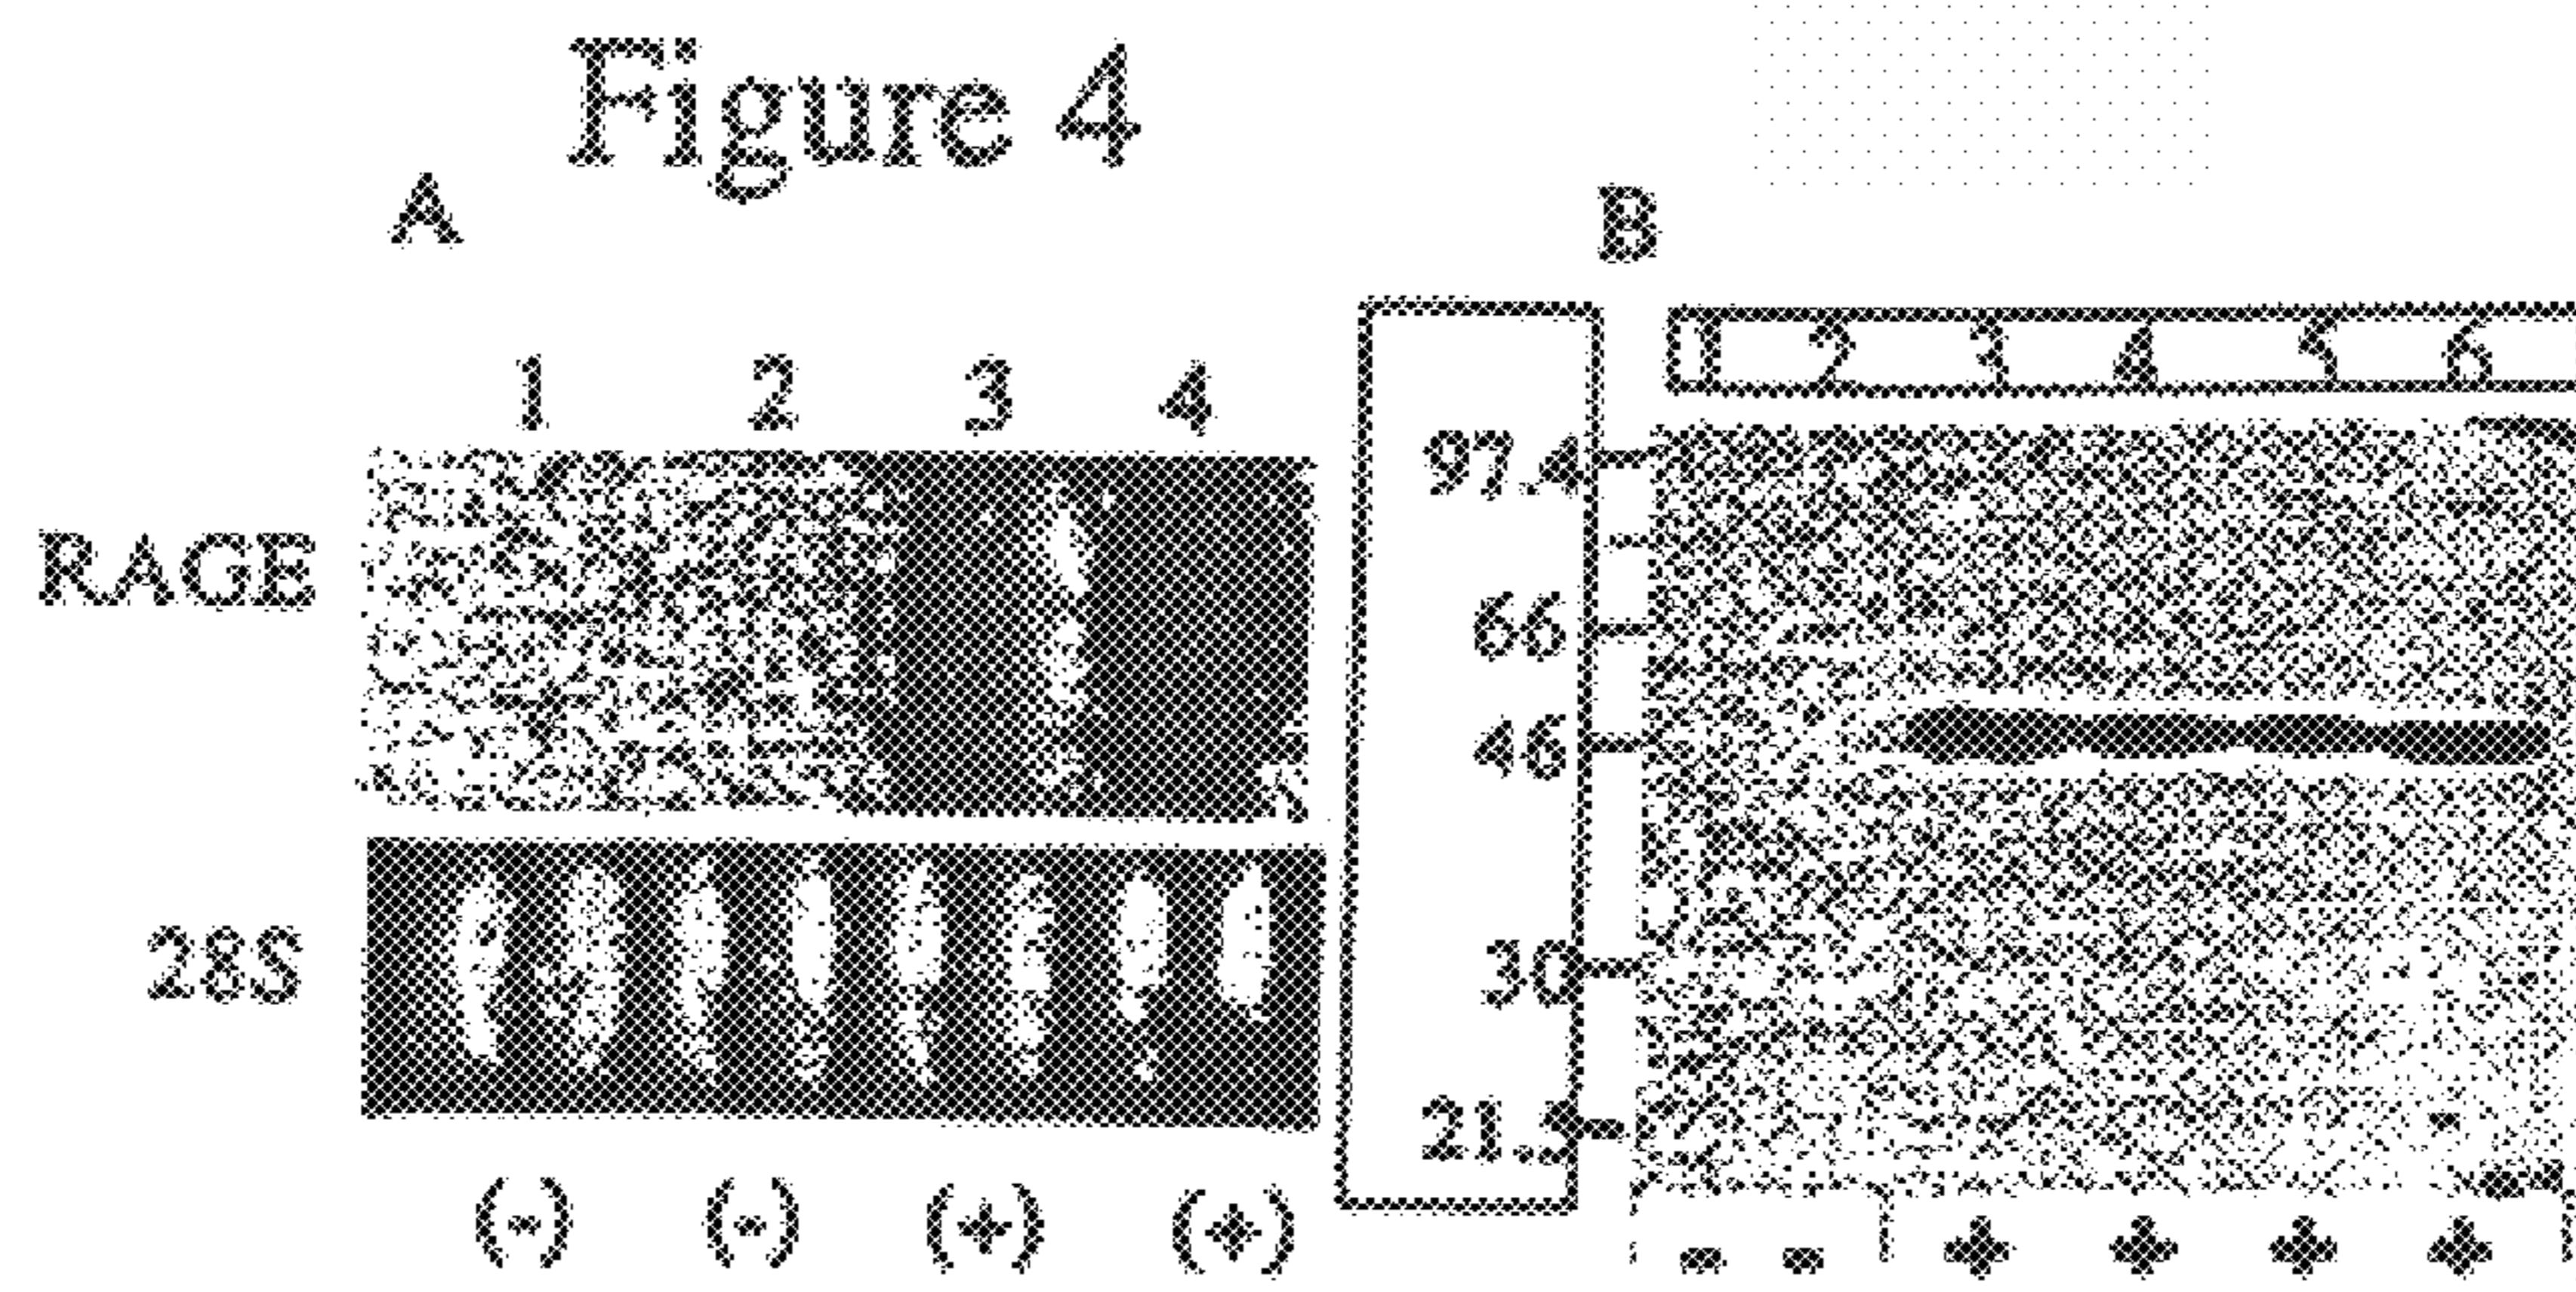 Figure 4
A
B
1 2 3 4
1 2 3 4 5 6
RAGE
28S
97.4
66
46
30
21.5
(-) (-) (+) (+)
- - + + + +